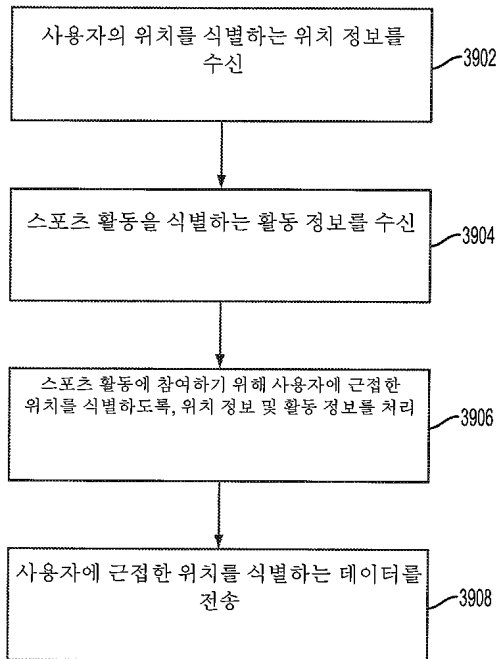 사용자의 위치를 식별하는 위치 정보를
수신
3902
스포츠 활동을 식별하는 활동 정보를 수신
3904
스포츠 활동에 참여하기 위해 사용자에 근접한
위치를 식별하도록, 위치 정보 및 활동 정보를 처리
3906
사용자에 근접한 위치를 식별하는 데이터를
전송
3908